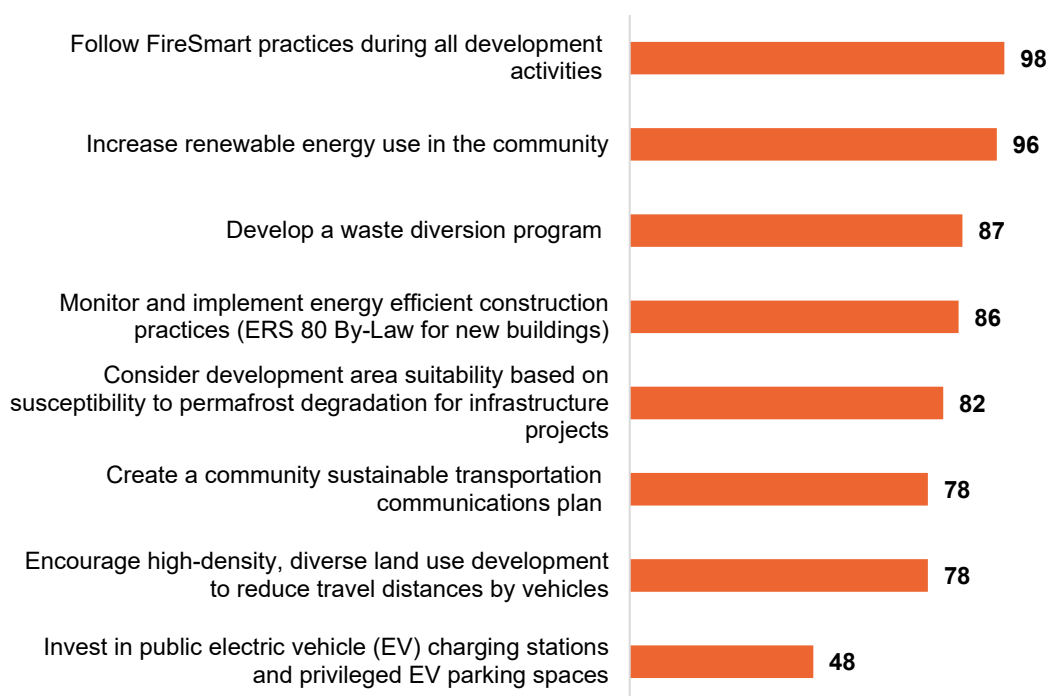 Follow FireSmart practices during all development
activities
98
Increase renewable energy use in the community
96
Develop a waste diversion program
87
Monitor and implement energy efficient construction
practices (ERS 80 By-Law for new buildings)
86
Consider development area suitability based on
susceptibility to permafrost degradation for infrastructure
projects
82
Create a community sustainable transportation
communications plan
78
Encourage high-density, diverse land use development
to reduce travel distances by vehicles
78
Invest in public electric vehicle (EV) charging stations
and privileged EV parking spaces
48